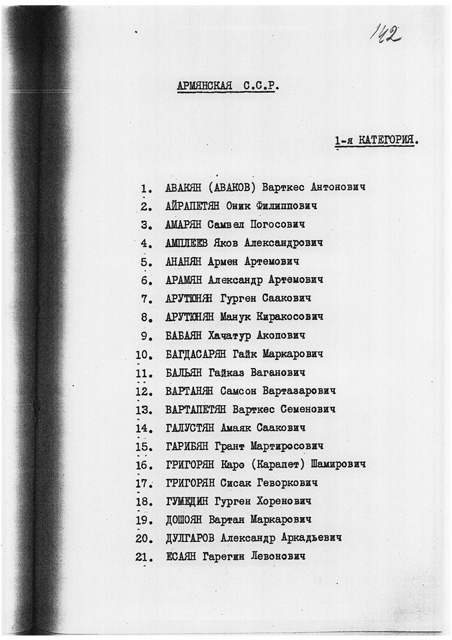 142
АРМЯНСКАЯ С.С.Р.
1-я КАТЕГОРИЯ.
1. АВАКЯН (АВАКОВ) Варткес Антонович
2. АЙРАПЕТЯН Оник Филиппович
3. АМАРЯН Самвел Погосович
4. АМПЛЕЕВ Яков Александрович
5. АНАНЯН Армен Артемович
6. АРАМЯН Александр Артемович
7. АРУТЮНЯН Гурген Саакович
8. АРУТЮНЯН Манук Киракосович
9. БАБАЯН Хачатур Акопович
10. БАГДАСАРЯН Гайк Маркарович
11. БАЛЬЯН Гайказ Ваганович
12. ВАРТАНЯН Самсон Вартазарович
13. ВАРТАПЕТЯН Варткес Семенович
14. ГАЛУСТЯН Амаяк Саакович
15. ГАРИБЯН Грант Мартиросович
16. ГРИГОРЯН Каро (Карапет) Шамирович
17. ГРИГОРЯН Сисак Геворкович
18. ГУМЕДИН Гурген Хоренович
19. ДОШОЯН Вартан Маркарович
20. ДУЛГАРОВ Александр Аркадьевич
21. ЕСАЯН Гарегин Левонович